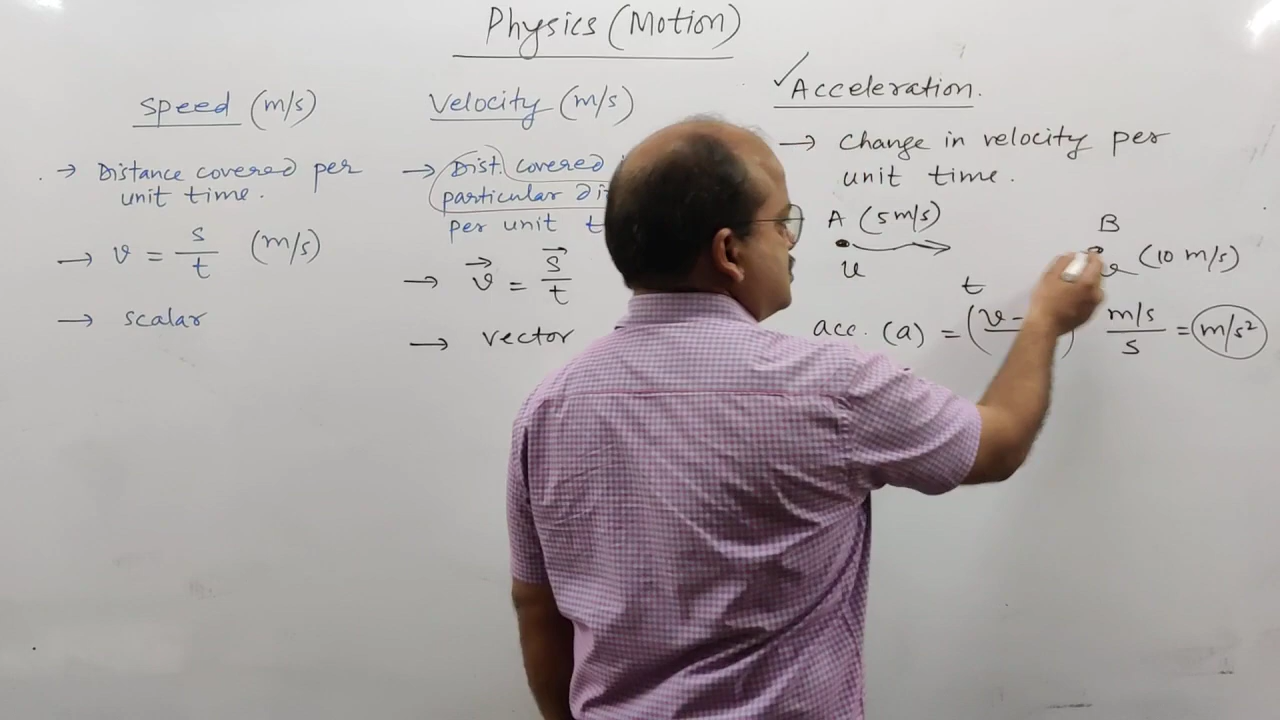 Physics (Motion)
Speed (m/s)
→ Distance covered per
unit time.
→ v = s/t (m/s)
→ scalar
Velocity (m/s)
→ Dist. covered
particular
per unit
→ v⃗ = s⃗/t
→ vector
✓Acceleration.
→ Change in velocity per
unit time.
A (5m/s)
B
u
v (10 m/s)
t
acc. (a) = (v - ) m/s/s = m/s²